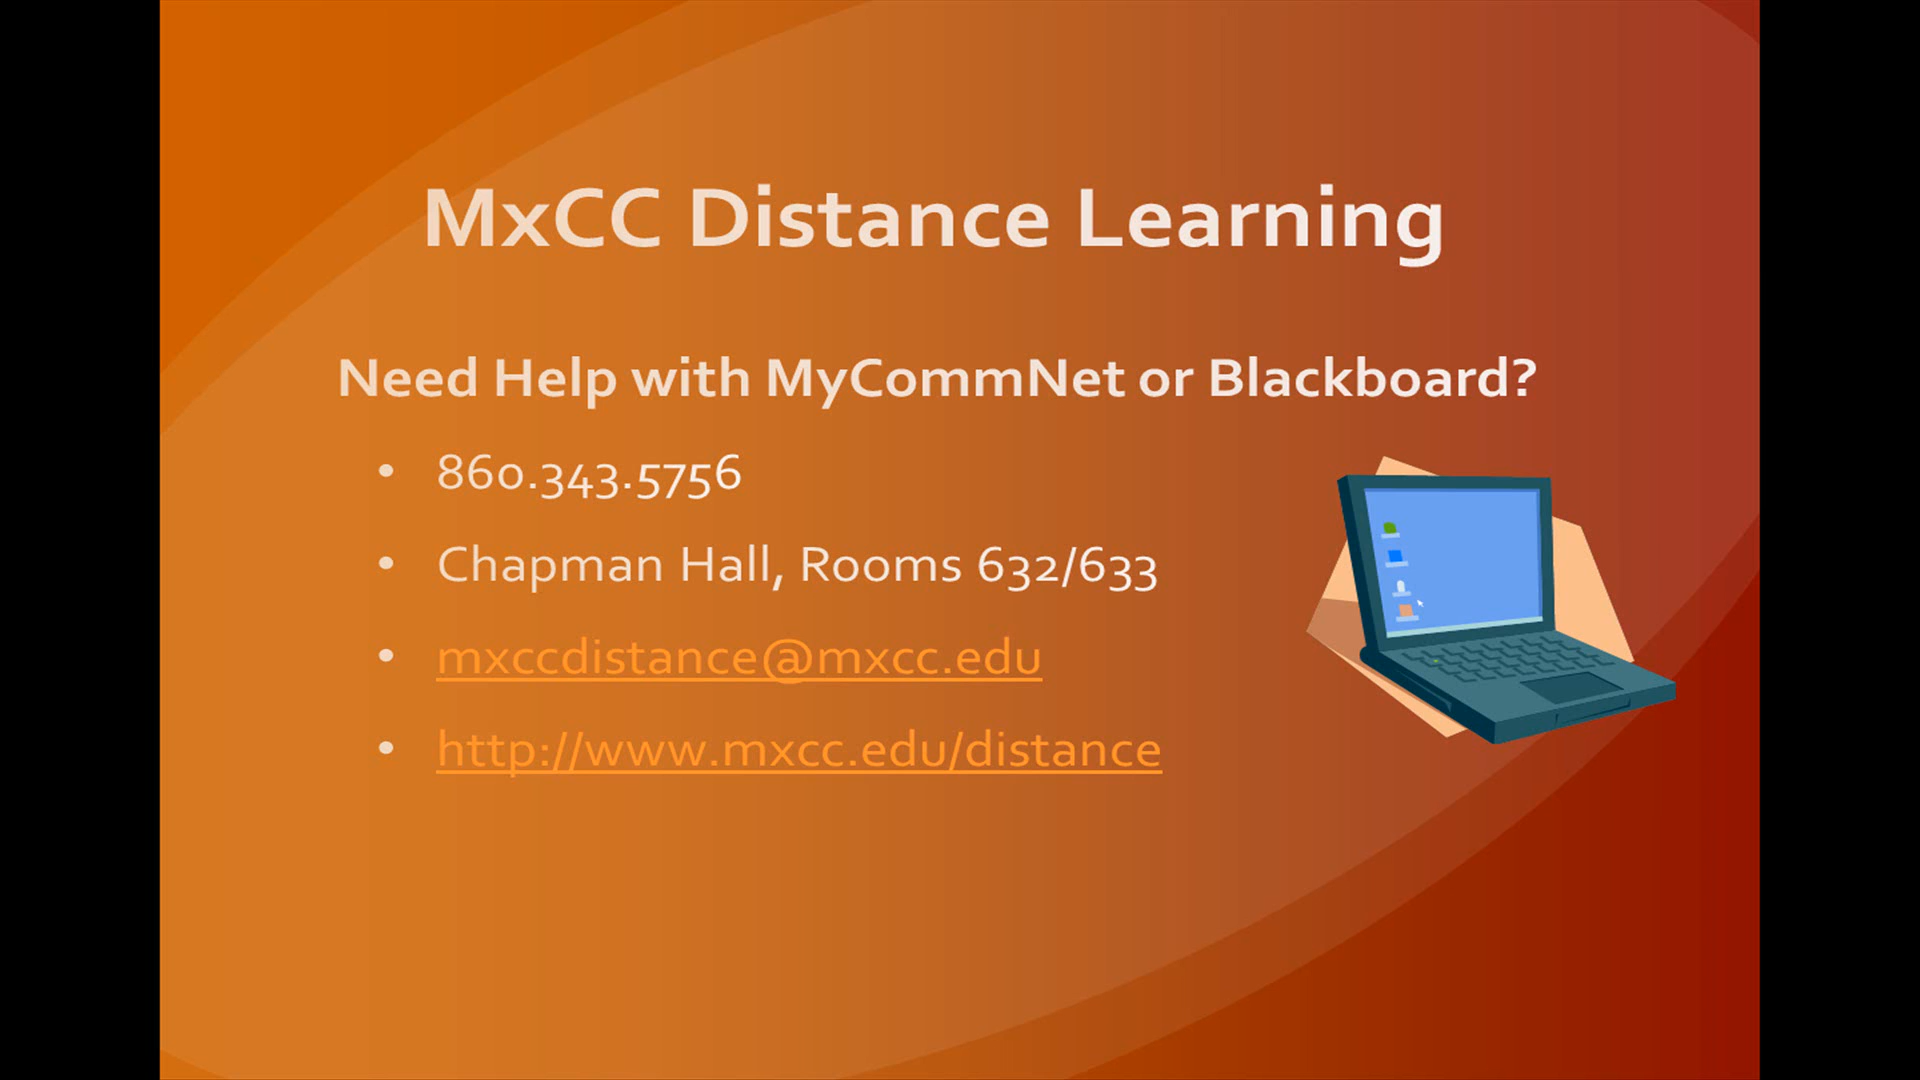 MxCC Distance Learning
Need Help with MyCommNet or Blackboard?
• 860.343.5756
• Chapman Hall, Rooms 632/633
• mxccdistance@mxcc.edu
• http://www.mxcc.edu/distance